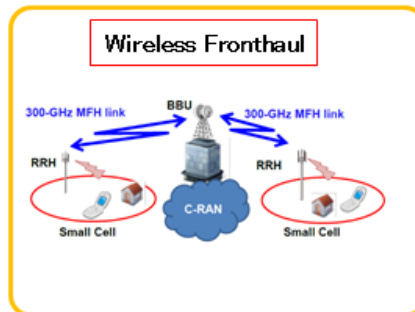 Wireless Fronthaul
BBU
300-GHz MFH link
300-GHz MFH link
RRH
RRH
C-RAN
Small Cell
Small Cell